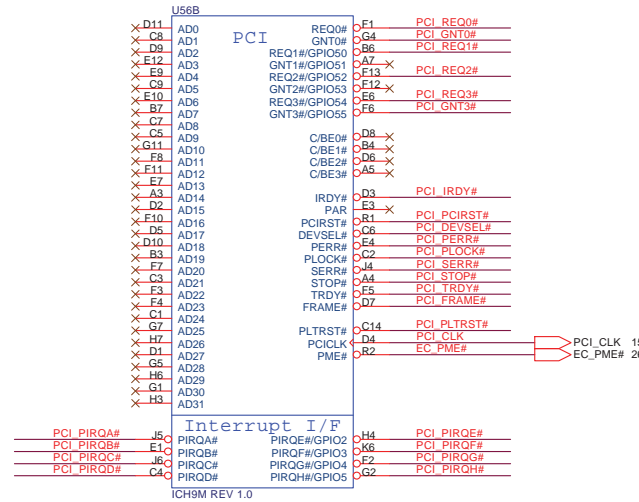 U56B
PCI
D11 AD0 REQ0# F1 PCI_REQ0#
C8 AD1 GNT0# G4 PCI_GNT0#
D9 AD2 REQ1#/GPIO50 B6 PCI_REQ1#
E12 AD3 GNT1#/GPIO51 A7
E9 AD4 REQ2#/GPIO52 F13 PCI_REQ2#
C9 AD5 GNT2#/GPIO53 F12
E10 AD6 REQ3#/GPIO54 E6 PCI_REQ3#
B7 AD7 GNT3#/GPIO55 F6 PCI_GNT3#
C7 AD8
C5 AD9 C/BE0# D8
G11 AD10 C/BE1# B4
F8 AD11 C/BE2# D6
F11 AD12 C/BE3# A5
E7 AD13
A3 AD14 IRDY# D3 PCI_IRDY#
D2 AD15 PAR E3
F10 AD16 PCIRST# R1 PCI_PCIRST#
D5 AD17 DEVSEL# C6 PCI_DEVSEL#
D10 AD18 PERR# E4 PCI_PERR#
B3 AD19 PLOCK# C2 PCI_PLOCK#
F7 AD20 SERR# J4 PCI_SERR#
C3 AD21 STOP# A4 PCI_STOP#
F3 AD22 TRDY# F5 PCI_TRDY#
F4 AD23 FRAME# D7 PCI_FRAME#
C1 AD24
G7 AD25 PLTRST# C14 PCI_PLTRST#
H7 AD26 PCICLK D4 PCI_CLK PCI_CLK 15
D1 AD27 PME# R2 EC_PME# EC_PME# 26
G5 AD28
H6 AD29
G1 AD30
H3 AD31
Interrupt I/F
PCI_PIRQA# J5 PIRQA# PIRQE#/GPIO2 H4 PCI_PIRQE#
PCI_PIRQB# E1 PIRQB# PIRQF#/GPIO3 K6 PCI_PIRQF#
PCI_PIRQC# J6 PIRQC# PIRQG#/GPIO4 F2 PCI_PIRQG#
PCI_PIRQD# C4 PIRQD# PIRQH#/GPIO5 G2 PCI_PIRQH#
ICH9M REV 1.0